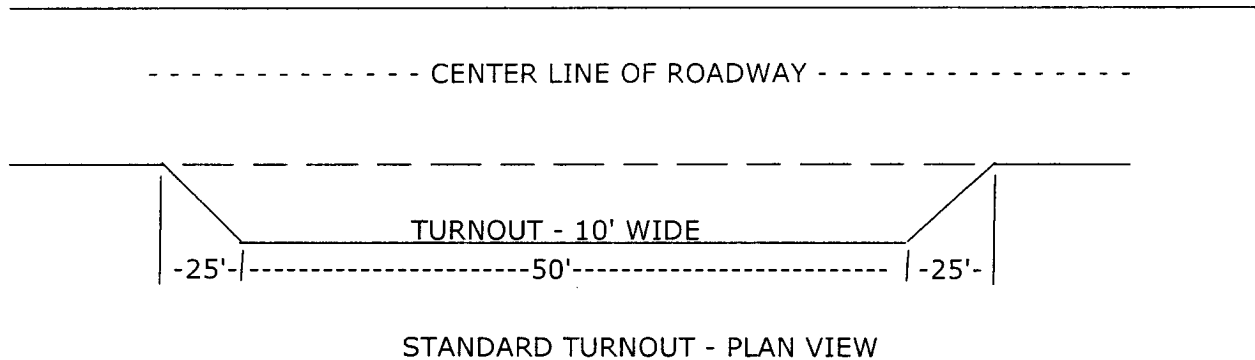 - - - - - - - - - - - - - CENTER LINE OF ROADWAY - - - - - - - - - - - - - - -
TURNOUT - 10' WIDE
-25'-|-----------------------50'--------------------------|-25'-
STANDARD TURNOUT - PLAN VIEW